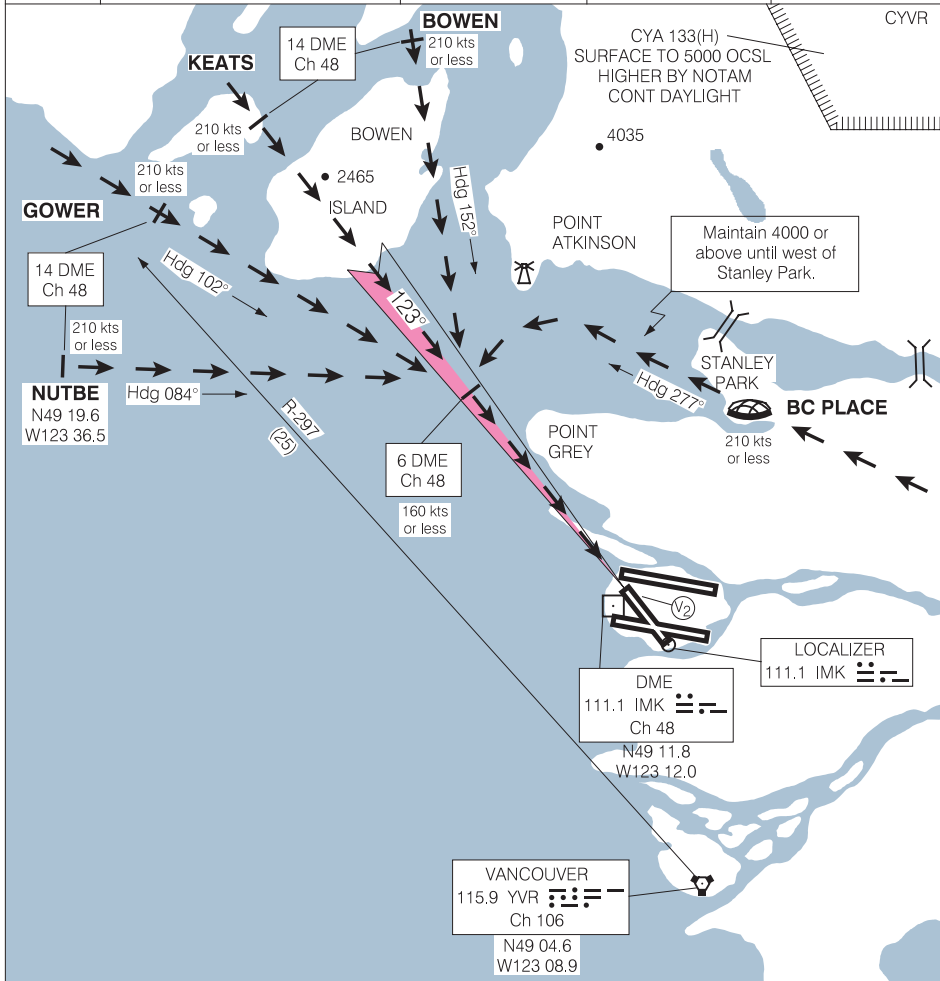 CYVR
BOWEN
14 DME
Ch 48
210 kts
or less
CYA 133(H)
SURFACE TO 5000 OCSL
HIGHER BY NOTAM
CONT DAYLIGHT
KEATS
210 kts
or less
BOWEN
ISLAND
2465
4035
210 kts
or less
GOWER
14 DME
Ch 48
Hdg 102°
Hdg 152°
POINT
ATKINSON
Maintain 4000 or
above until west of
Stanley Park.
123°
210 kts
or less
NUTBE
N49 19.6
W123 36.5
Hdg 084°
R-297
(25)
STANLEY
PARK
Hdg 277°
BC PLACE
210 kts
or less
POINT
GREY
6 DME
Ch 48
160 kts
or less
V2
LOCALIZER
111.1 IMK
DME
111.1 IMK
Ch 48
N49 11.8
W123 12.0
VANCOUVER
115.9 YVR
Ch 106
N49 04.6
W123 08.9